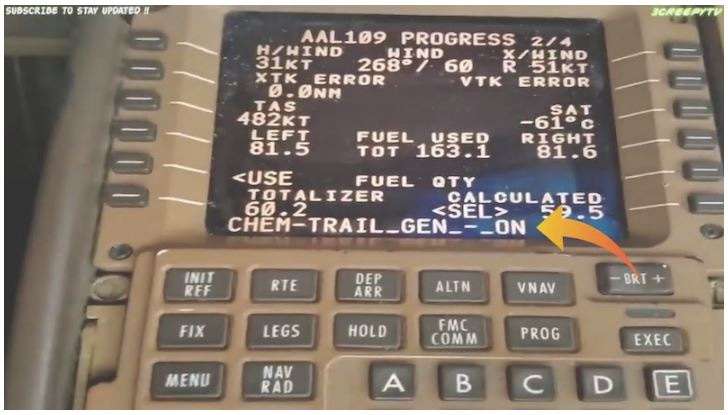 SUBSCRIBE TO STAY UPDATED !!
3CREEPYTV
AAL109 PROGRESS 2/4
H/WIND WIND X/WIND
31KT 268°/ 60 R 51KT
XTK ERROR VTK ERROR
0.0NM
TAS SAT
482KT -61°C
LEFT FUEL USED RIGHT
81.5 TOT 163.1 81.6
<USE FUEL QTY
TOTALIZER CALCULATED
60.2 <SEL> 59.5
CHEM-TRAIL_GEN_-_ON
INIT REF
RTE
DEP ARR
ALTN
VNAV
- BRT +
FIX
LEGS
HOLD
FMC COMM
PROG
EXEC
MENU
NAV RAD
A B C D E